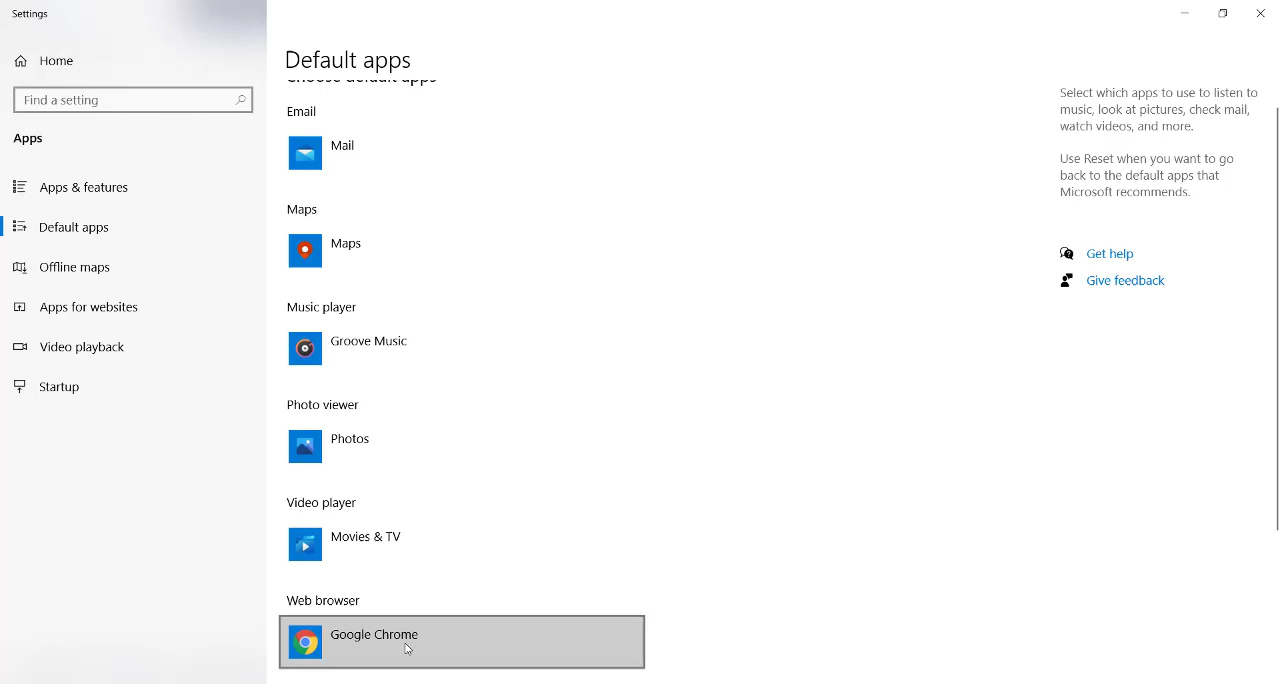 Settings
Home
Find a setting
Apps
Apps & features
Default apps
Offline maps
Apps for websites
Video playback
Startup
Default apps
Choose default apps
Email
Mail
Maps
Maps
Music player
Groove Music
Photo viewer
Photos
Video player
Movies & TV
Web browser
Google Chrome
Select which apps to use to listen to
music, look at pictures, check mail,
watch videos, and more.
Use Reset when you want to go
back to the default apps that
Microsoft recommends.
Get help
Give feedback